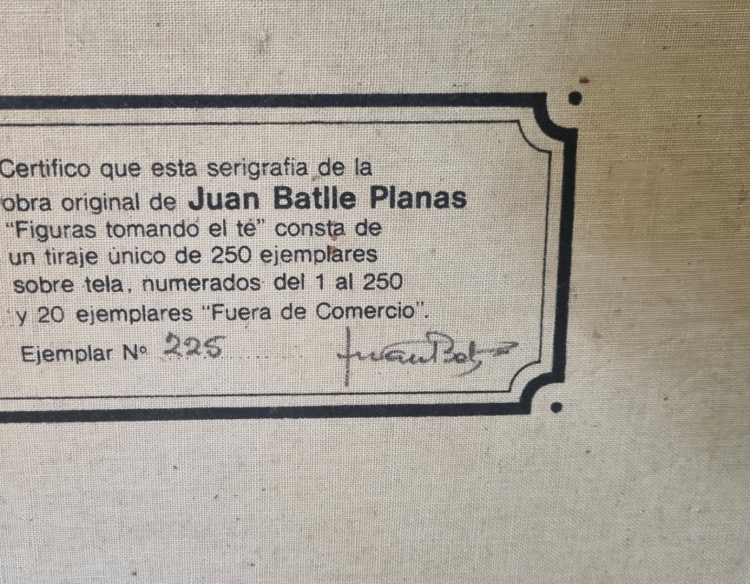 Certifico que esta serigrafia de la
obra original de Juan Batlle Planas
"Figuras tomando el té" consta de
un tiraje único de 250 ejemplares
sobre tela, numerados del 1 al 250
y 20 ejemplares "Fuera de Comercio".
Ejemplar Nº 225 Juan